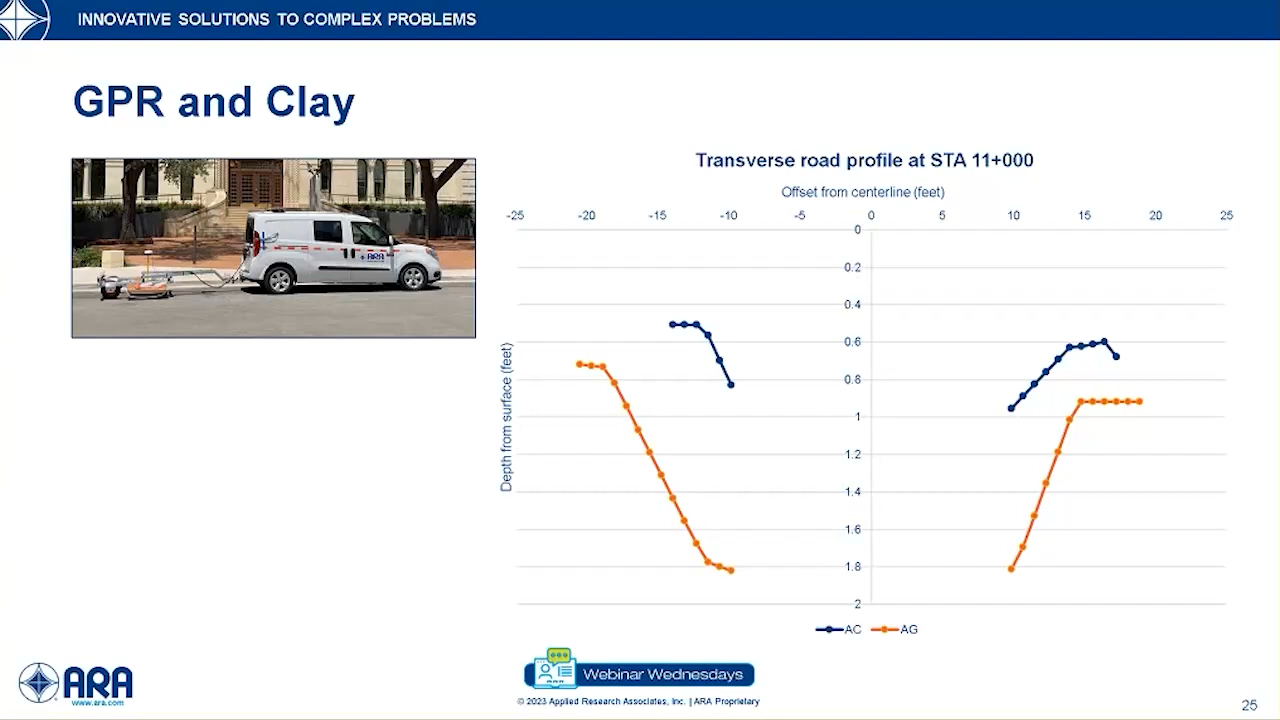 INNOVATIVE SOLUTIONS TO COMPLEX PROBLEMS
GPR and Clay
ARA
Transverse road profile at STA 11+000
Offset from centerline (feet)
-25 -20 -15 -10 -5 0 5 10 15 20 25
0
0.2
0.4
0.6
0.8
1
1.2
1.4
1.6
1.8
2
Depth from surface (feet)
AC AG
ARA
www.ara.com
Webinar Wednesdays
© 2023 Applied Research Associates, Inc. | ARA Proprietary
25